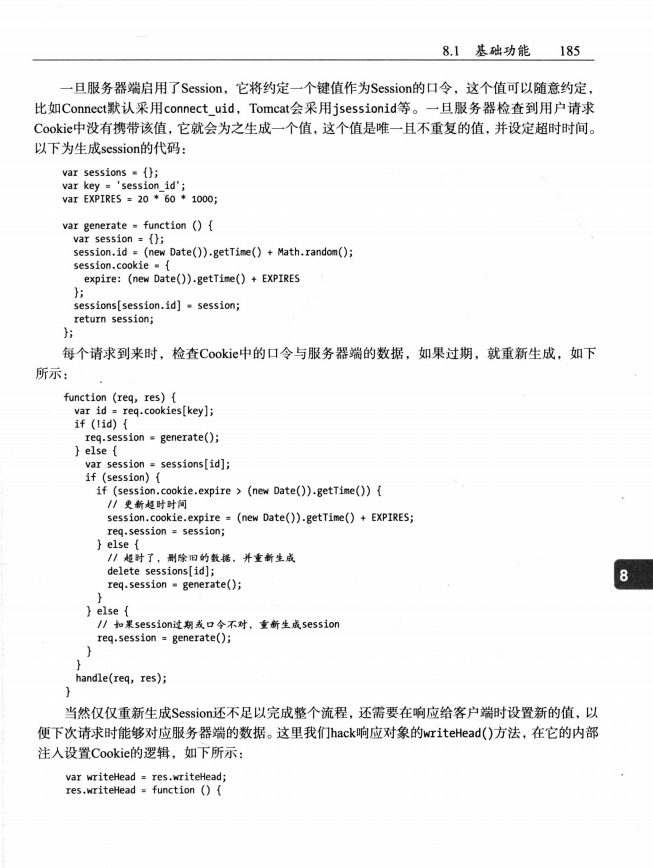 8.1 基础功能 185
一旦服务器端启用了Session，它将约定一个键值作为Session的口令，这个值可以随意约定，
比如Connect默认采用connect_uid，Tomcat会采用jsessionid等。一旦服务器检查到用户请求
Cookie中没有携带该值，它就会为之生成一个值，这个值是唯一且不重复的值，并设定超时时间。
以下为生成session的代码：
var sessions = {};
var key = 'session_id';
var EXPIRES = 20 * 60 * 1000;
var generate = function () {
var session = {};
session.id = (new Date()).getTime() + Math.random();
session.cookie = {
expire: (new Date()).getTime() + EXPIRES
};
sessions[session.id] = session;
return session;
};
每个请求到来时，检查Cookie中的口令与服务器端的数据，如果过期，就重新生成，如下
所示：
function (req, res) {
var id = req.cookies[key];
if (!id) {
req.session = generate();
} else {
var session = sessions[id];
if (session) {
if (session.cookie.expire > (new Date()).getTime()) {
// 更新超时时间
session.cookie.expire = (new Date()).getTime() + EXPIRES;
req.session = session;
} else {
// 超时了，删除旧的数据，并重新生成
delete sessions[id];
req.session = generate();
}
} else {
// 如果session过期或口令不对，重新生成session
req.session = generate();
}
}
handle(req, res);
}
8
当然仅仅重新生成Session还不足以完成整个流程，还需要在响应给客户端时设置新的值，以
便下次请求时能够对应服务器端的数据。这里我们hack响应对象的writeHead()方法，在它的内部
注入设置Cookie的逻辑，如下所示：
var writeHead = res.writeHead;
res.writeHead = function () {